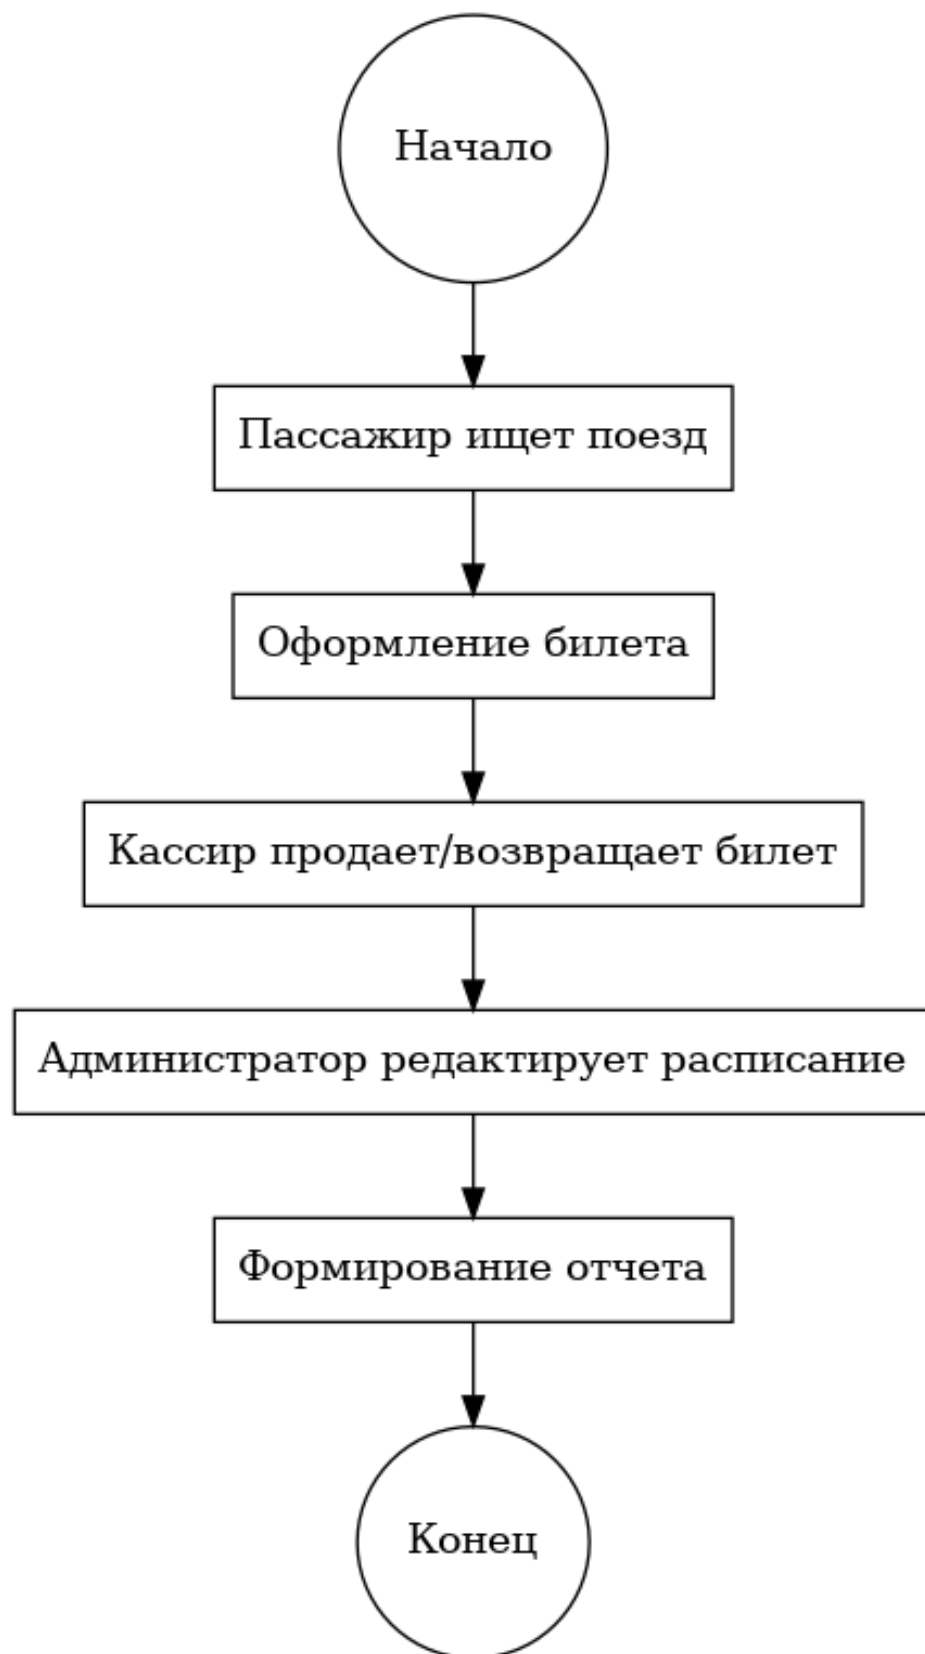 Начало
Пассажир ищет поезд
Оформление билета
Кассир продает/возвращает билет
Администратор редактирует расписание
Формирование отчета
Конец